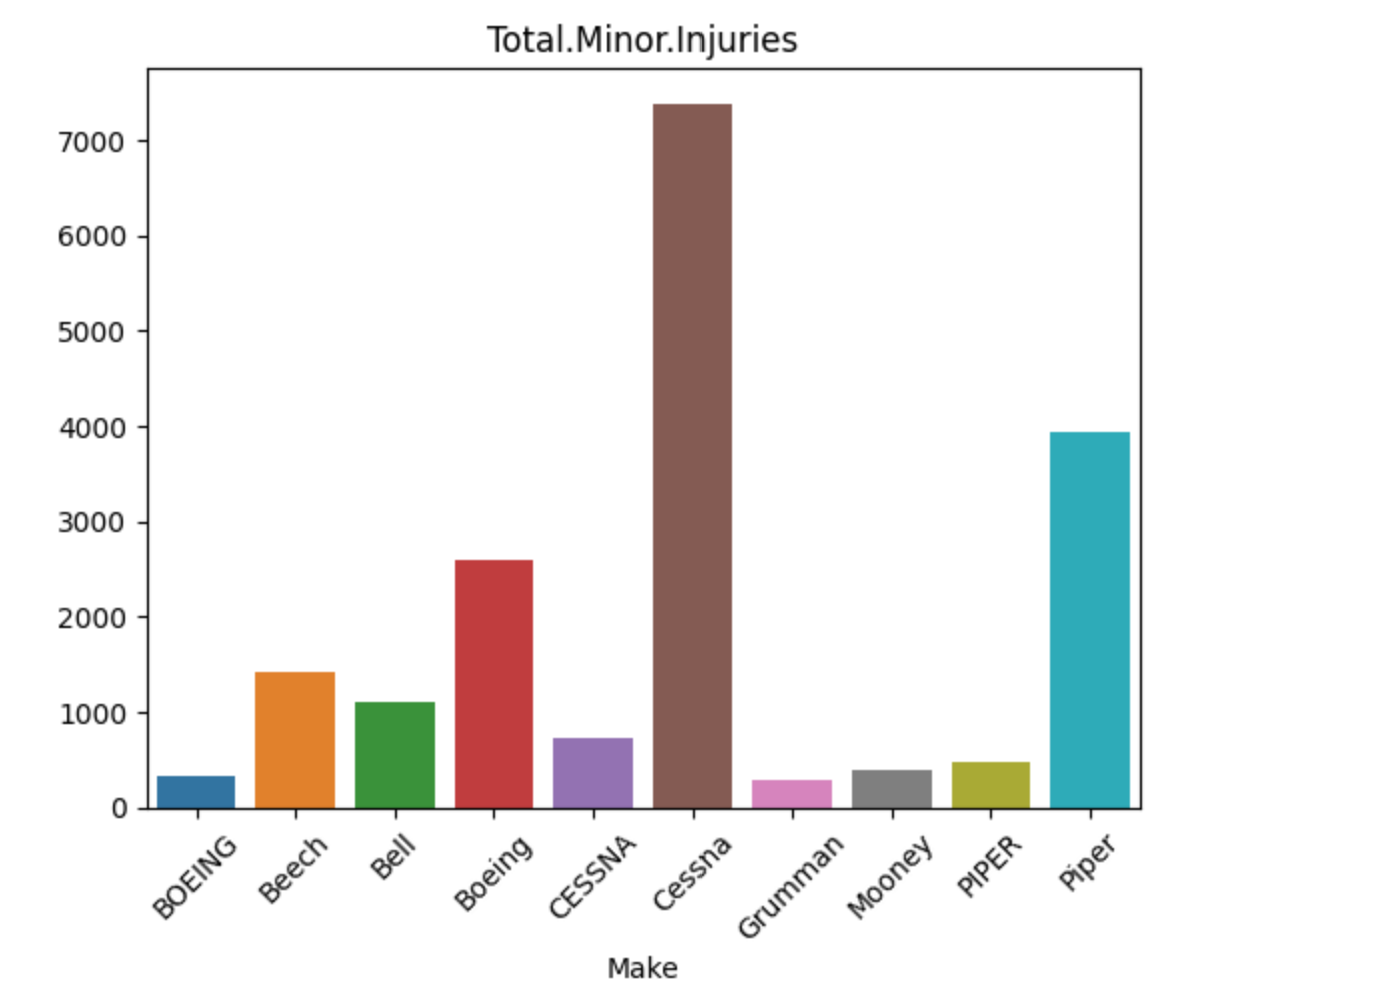 Total.Minor.Injuries
7000
6000
5000
4000
3000
2000
1000
0
BOEING
Beech
Bell
Boeing
CESSNA
Cessna
Grumman
Mooney
PIPER
Piper
Make